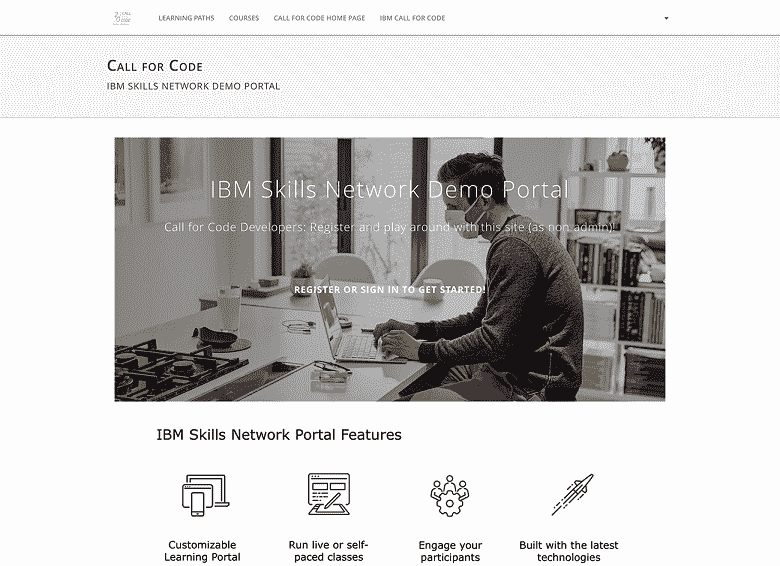 LEARNING PATHS COURSES CALL FOR CODE HOME PAGE IBM CALL FOR CODE
CALL FOR CODE
IBM SKILLS NETWORK DEMO PORTAL
IBM Skills Network Demo Portal
Call for Code Developers: Register and play around with this site (as non admin)!
REGISTER OR SIGN IN TO GET STARTED!
IBM Skills Network Portal Features
Customizable
Learning Portal
Run live or self-
paced classes
Engage your
participants
Built with the latest
technologies